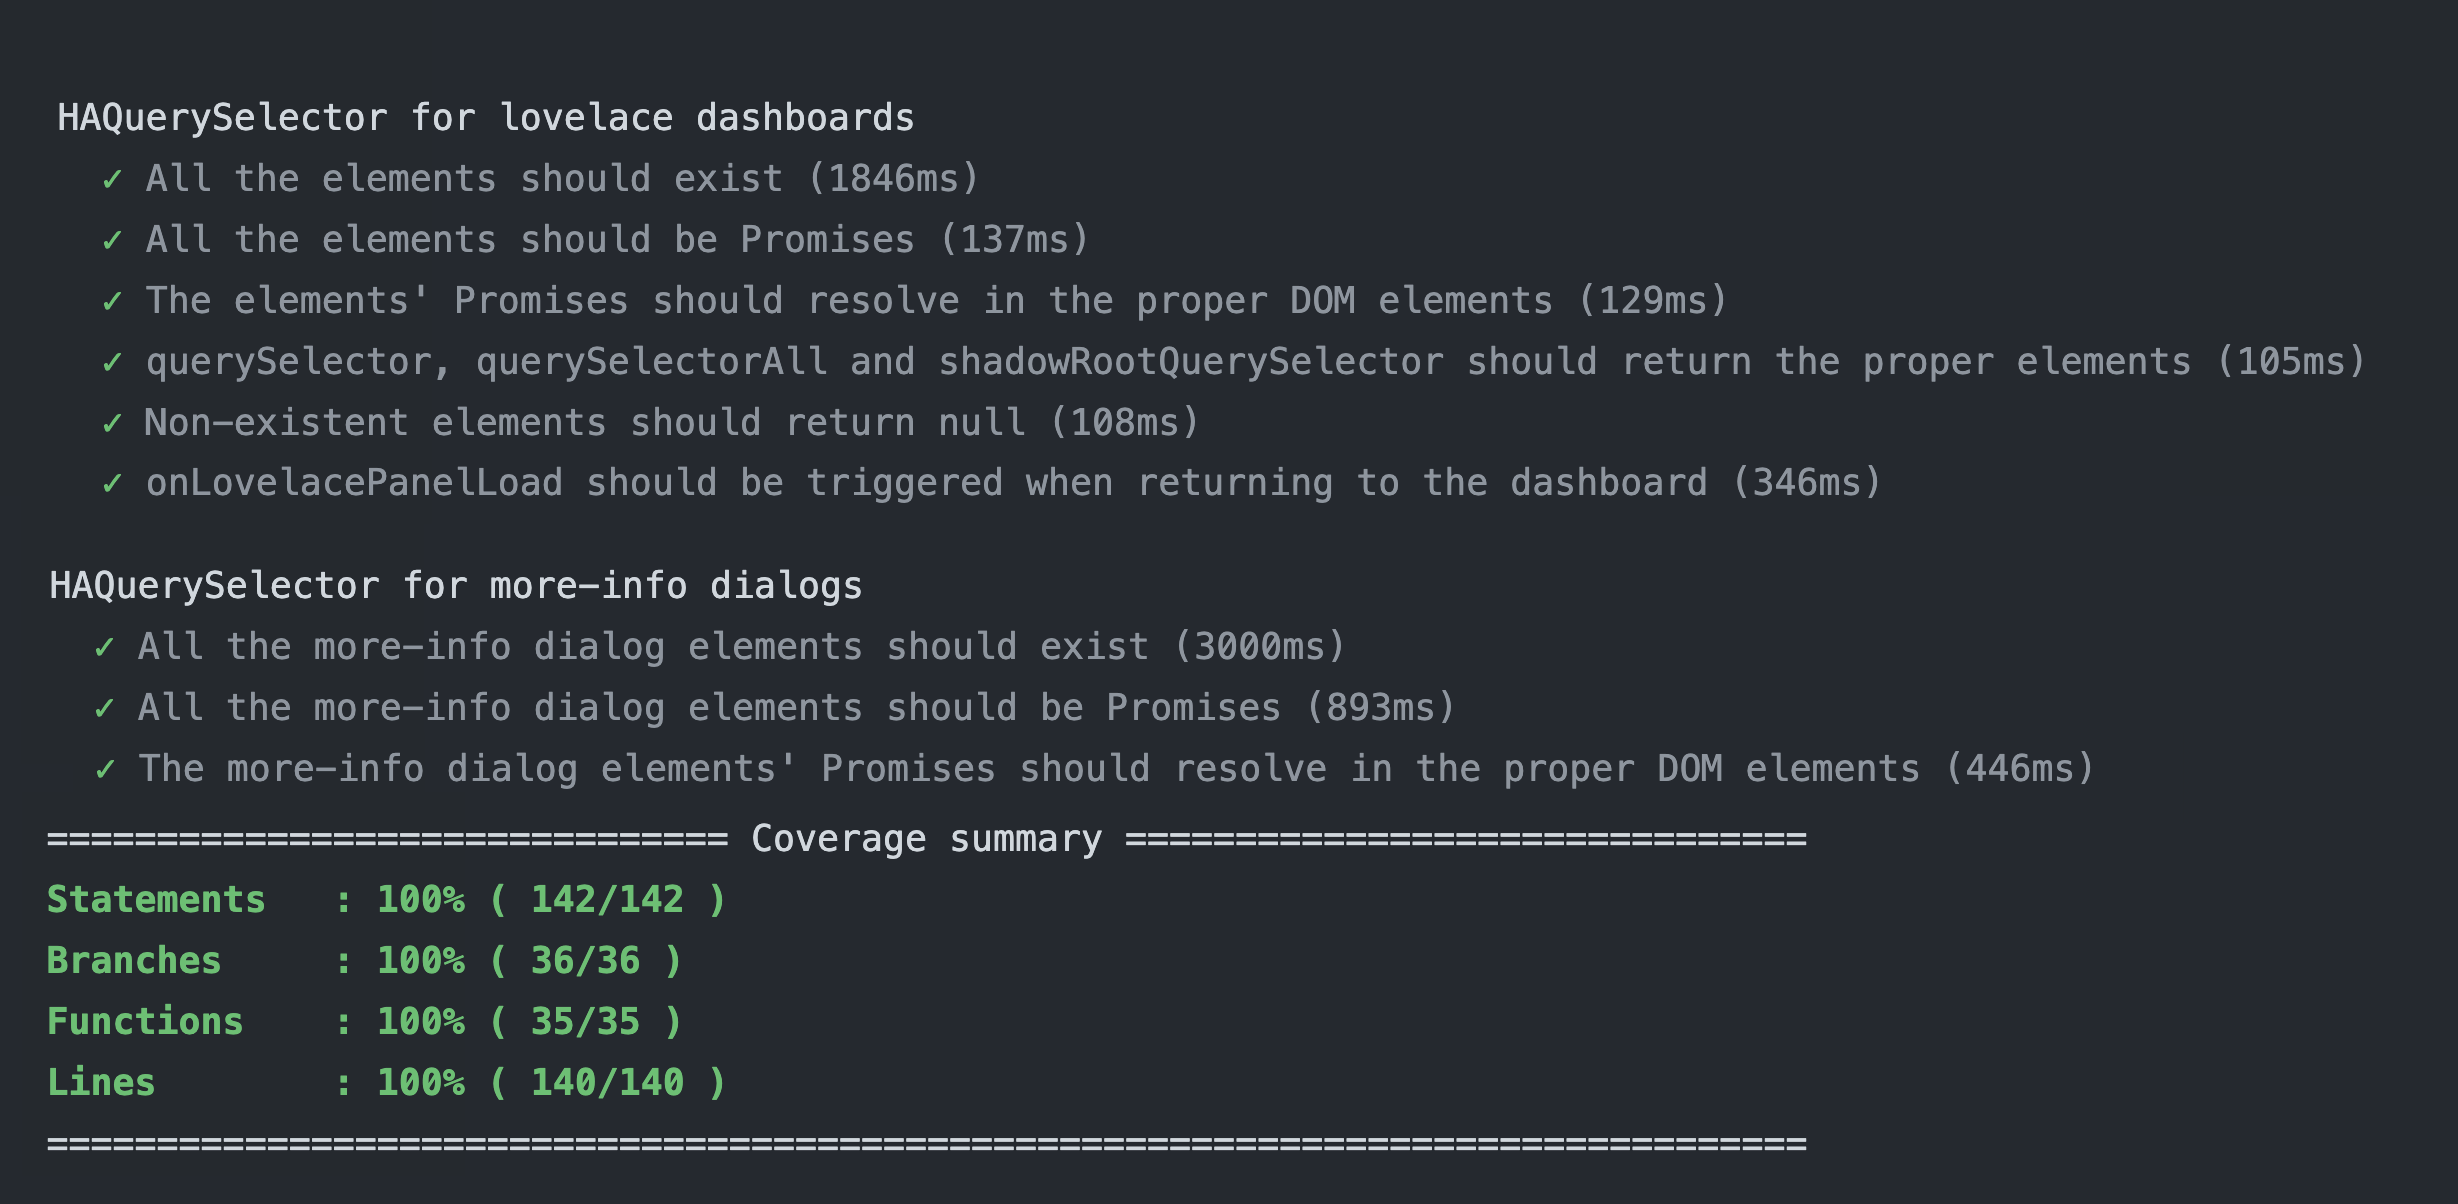 HAQuerySelector for lovelace dashboards
✓ All the elements should exist (1846ms)
✓ All the elements should be Promises (137ms)
✓ The elements' Promises should resolve in the proper DOM elements (129ms)
✓ querySelector, querySelectorAll and shadowRootQuerySelector should return the proper elements (105ms)
✓ Non-existent elements should return null (108ms)
✓ onLovelacePanelLoad should be triggered when returning to the dashboard (346ms)
HAQuerySelector for more-info dialogs
✓ All the more-info dialog elements should exist (3000ms)
✓ All the more-info dialog elements should be Promises (893ms)
✓ The more-info dialog elements' Promises should resolve in the proper DOM elements (446ms)
=============================== Coverage summary ===============================
Statements   : 100% ( 142/142 )
Branches     : 100% ( 36/36 )
Functions    : 100% ( 35/35 )
Lines        : 100% ( 140/140 )
================================================================================